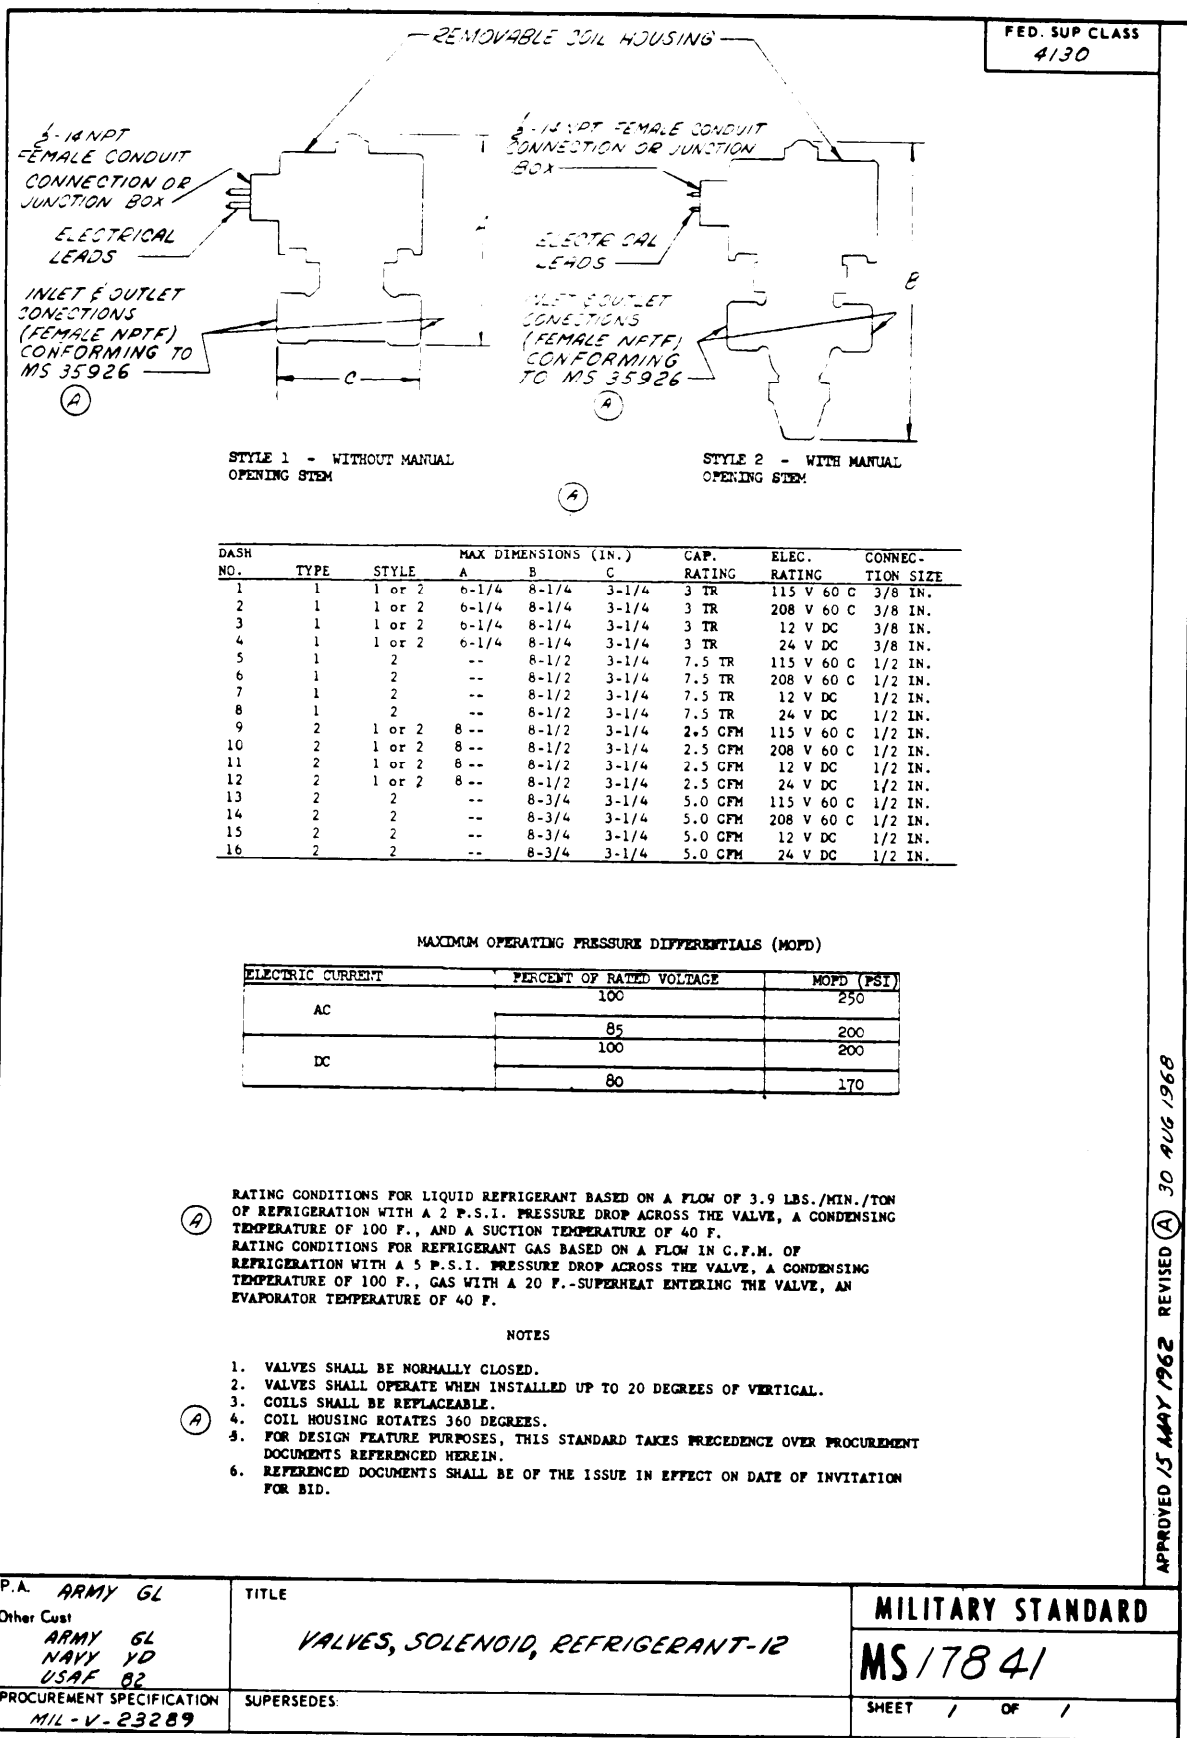 FED. SUP CLASS
4130
REMOVABLE COIL HOUSING
1/2-14 NPT
FEMALE CONDUIT
CONNECTION OR
JUNCTION BOX
ELECTRICAL
LEADS
INLET & OUTLET
CONECTIONS
(FEMALE NPTF)
CONFORMING TO
MS 35926
A
A
C
1/2-14 NPT FEMALE CONDUIT
CONNECTION OR JUNCTION
BOX
ELECTRICAL
LEADS
INLET & OUTLET
CONECTIONS
(FEMALE NPTF)
CONFORMING
TO MS 35926
A
B
STYLE 1 - WITHOUT MANUAL
OPENING STEM
STYLE 2 - WITH MANUAL
OPENING STEM
A
DASH MAX DIMENSIONS (IN.) CAP. ELEC. CONNEC-
NO. TYPE STYLE A B C RATING RATING TION SIZE
1 1 1 or 2 6-1/4 8-1/4 3-1/4 3 TR 115 V 60 C 3/8 IN.
2 1 1 or 2 6-1/4 8-1/4 3-1/4 3 TR 208 V 60 C 3/8 IN.
3 1 1 or 2 6-1/4 8-1/4 3-1/4 3 TR 12 V DC 3/8 IN.
4 1 1 or 2 6-1/4 8-1/4 3-1/4 3 TR 24 V DC 3/8 IN.
5 1 2 -- 8-1/2 3-1/4 7.5 TR 115 V 60 C 1/2 IN.
6 1 2 -- 8-1/2 3-1/4 7.5 TR 208 V 60 C 1/2 IN.
7 1 2 -- 8-1/2 3-1/4 7.5 TR 12 V DC 1/2 IN.
8 1 2 -- 8-1/2 3-1/4 7.5 TR 24 V DC 1/2 IN.
9 2 1 or 2 8 -- 8-1/2 3-1/4 2.5 CFM 115 V 60 C 1/2 IN.
10 2 1 or 2 8 -- 8-1/2 3-1/4 2.5 CFM 208 V 60 C 1/2 IN.
11 2 1 or 2 8 -- 8-1/2 3-1/4 2.5 CFM 12 V DC 1/2 IN.
12 2 1 or 2 8 -- 8-1/2 3-1/4 2.5 CFM 24 V DC 1/2 IN.
13 2 2 -- 8-3/4 3-1/4 5.0 CFM 115 V 60 C 1/2 IN.
14 2 2 -- 8-3/4 3-1/4 5.0 CFM 208 V 60 C 1/2 IN.
15 2 2 -- 8-3/4 3-1/4 5.0 CFM 12 V DC 1/2 IN.
16 2 2 -- 8-3/4 3-1/4 5.0 CFM 24 V DC 1/2 IN.
MAXIMUM OPERATING PRESSURE DIFFERENTIALS (MOPD)
ELECTRIC CURRENT PERCENT OF RATED VOLTAGE MOPD (PSI)
AC 100 250
85 200
DC 100 200
80 170
A
RATING CONDITIONS FOR LIQUID REFRIGERANT BASED ON A FLOW OF 3.9 LBS./MIN./TON
OF REFRIGERATION WITH A 2 P.S.I. PRESSURE DROP ACROSS THE VALVE, A CONDENSING
TEMPERATURE OF 100 F., AND A SUCTION TEMPERATURE OF 40 F.
RATING CONDITIONS FOR REFRIGERANT GAS BASED ON A FLOW IN C.F.M. OF
REFRIGERATION WITH A 5 P.S.I. PRESSURE DROP ACROSS THE VALVE, A CONDENSING
TEMPERATURE OF 100 F., GAS WITH A 20 F.-SUPERHEAT ENTERING THE VALVE, AN
EVAPORATOR TEMPERATURE OF 40 F.
NOTES
1. VALVES SHALL BE NORMALLY CLOSED.
2. VALVES SHALL OPERATE WHEN INSTALLED UP TO 20 DEGREES OF VERTICAL.
3. COILS SHALL BE REPLACEABLE.
A
4. COIL HOUSING ROTATES 360 DEGREES.
5. FOR DESIGN FEATURE PURPOSES, THIS STANDARD TAKES PRECEDENCE OVER PROCUREMENT
DOCUMENTS REFERENCED HEREIN.
6. REFERENCED DOCUMENTS SHALL BE OF THE ISSUE IN EFFECT ON DATE OF INVITATION
FOR BID.
APPROVED 15 MAY 1962 REVISED A 30 AUG 1968
P.A. ARMY GL
Other Cust
ARMY GL
NAVY YD
USAF 82
PROCUREMENT SPECIFICATION
MIL-V-23289
TITLE
VALVES, SOLENOID, REFRIGERANT-12
SUPERSEDES:
MILITARY STANDARD
MS 17841
SHEET 1 OF 1